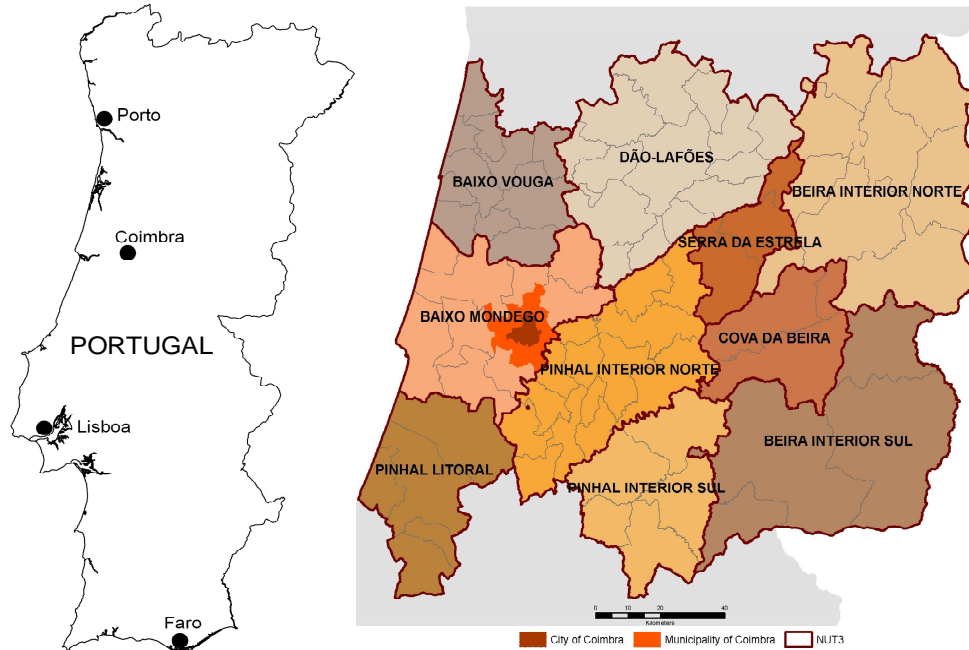 Porto
Coimbra
PORTUGAL
Lisboa
Faro
DÃO-LAFÕES
BAIXO VOUGA
BEIRA INTERIOR NORTE
SERRA DA ESTRELA
BAIXO MONDEGO
COVA DA BEIRA
PINHAL INTERIOR NORTE
BEIRA INTERIOR SUL
PINHAL LITORAL
PINHAL INTERIOR SUL
0 10 20 40
Kilometers
City of Coimbra
Municipality of Coimbra
NUT3